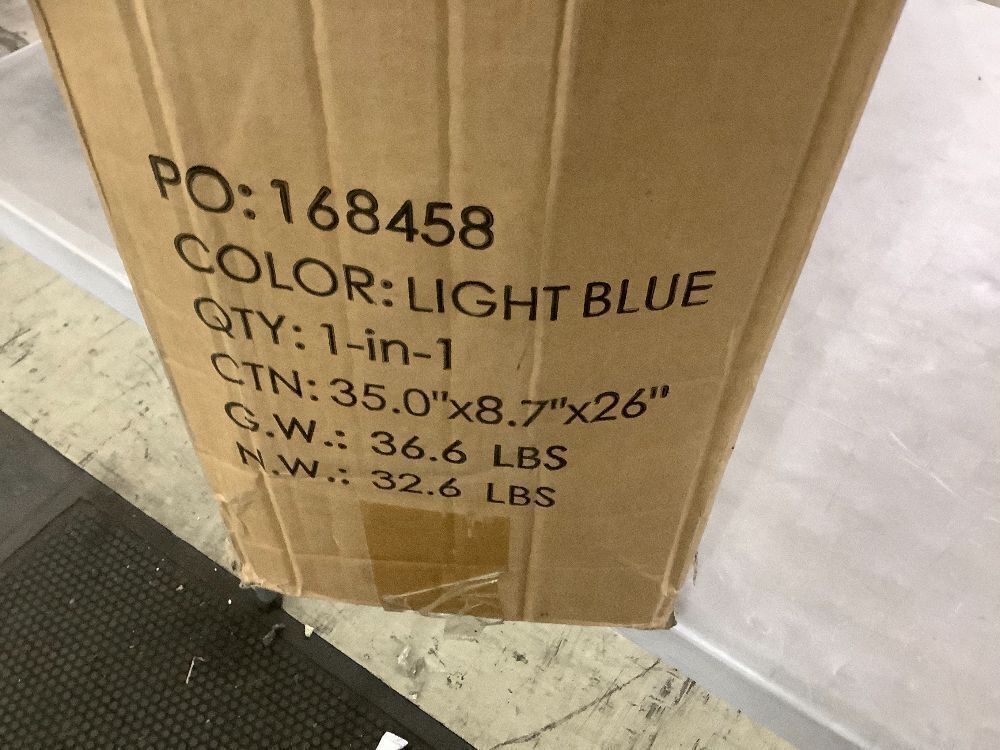 PO: 168458
COLOR: LIGHT BLUE
QTY: 1-in-1
CTN: 35.0"x8.7"x26"
G.W.: 36.6 LBS
N.W.: 32.6 LBS